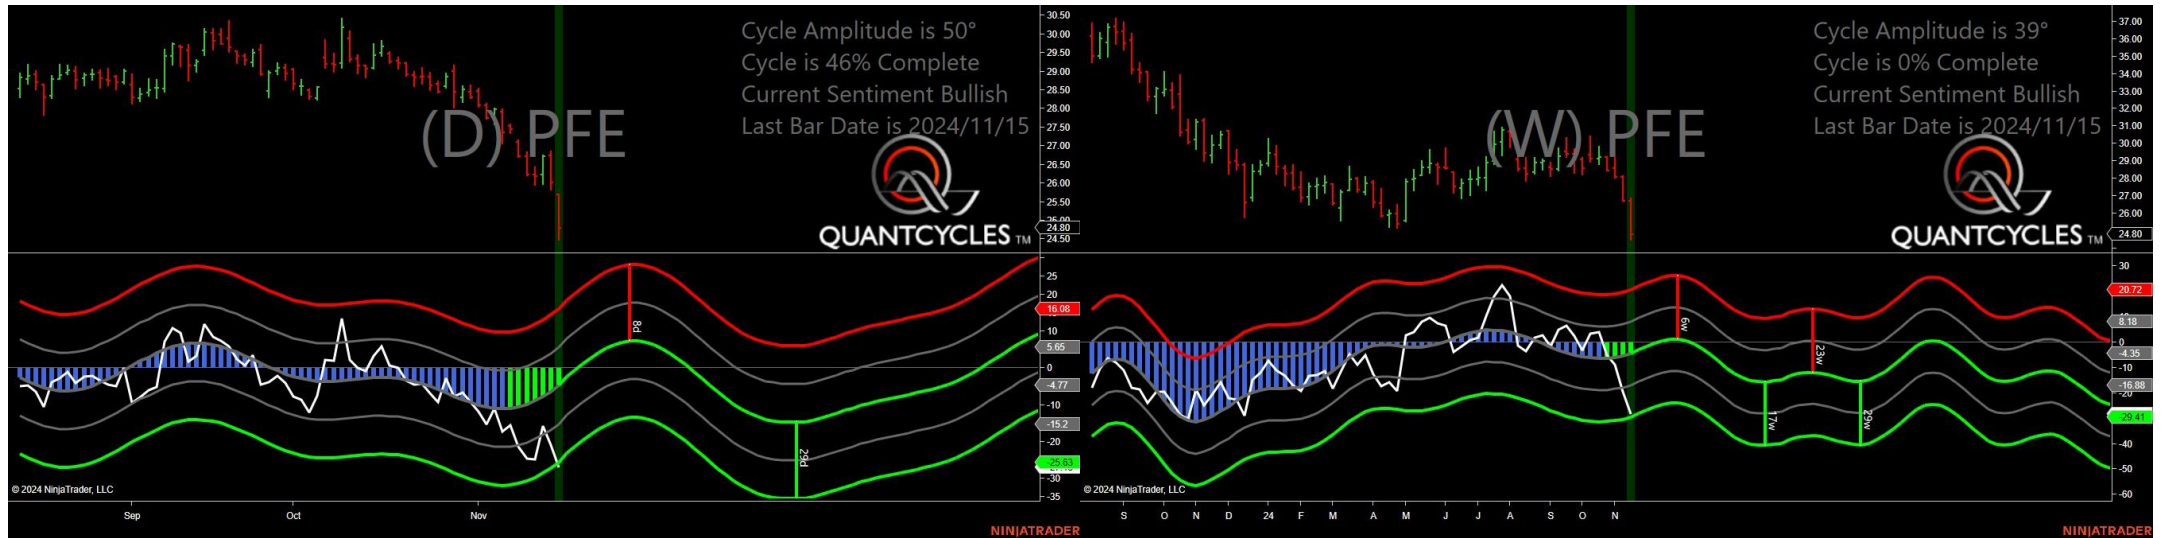 Cycle Amplitude is 50°
Cycle is 46% Complete
Current Sentiment Bullish
Last Bar Date is 2024/11/15
(D) PFE
QUANTCYCLES TM
30.50
30.00
29.50
29.00
28.50
28.00
27.50
27.00
26.50
26.00
25.50
25.00
24.80
24.50
25
20
16.08
10
5.65
0
-4.77
-10
-15.2
-20
-25.63
-30
-35
8d
29d
© 2024 NinjaTrader, LLC
Sep
Oct
Nov
NINJATRADER
Cycle Amplitude is 39°
Cycle is 0% Complete
Current Sentiment Bullish
Last Bar Date is 2024/11/15
(W) PFE
QUANTCYCLES TM
37.00
36.00
35.00
34.00
33.00
32.00
31.00
30.00
29.00
28.00
27.00
26.00
24.80
30
20.72
8.18
0
-4.35
-10
-16.88
-20
-29.41
-40
-50
-60
6w
23w
17w
29w
© 2024 NinjaTrader, LLC
S O N D 24 F M A M J J A S O N
NINJATRADER